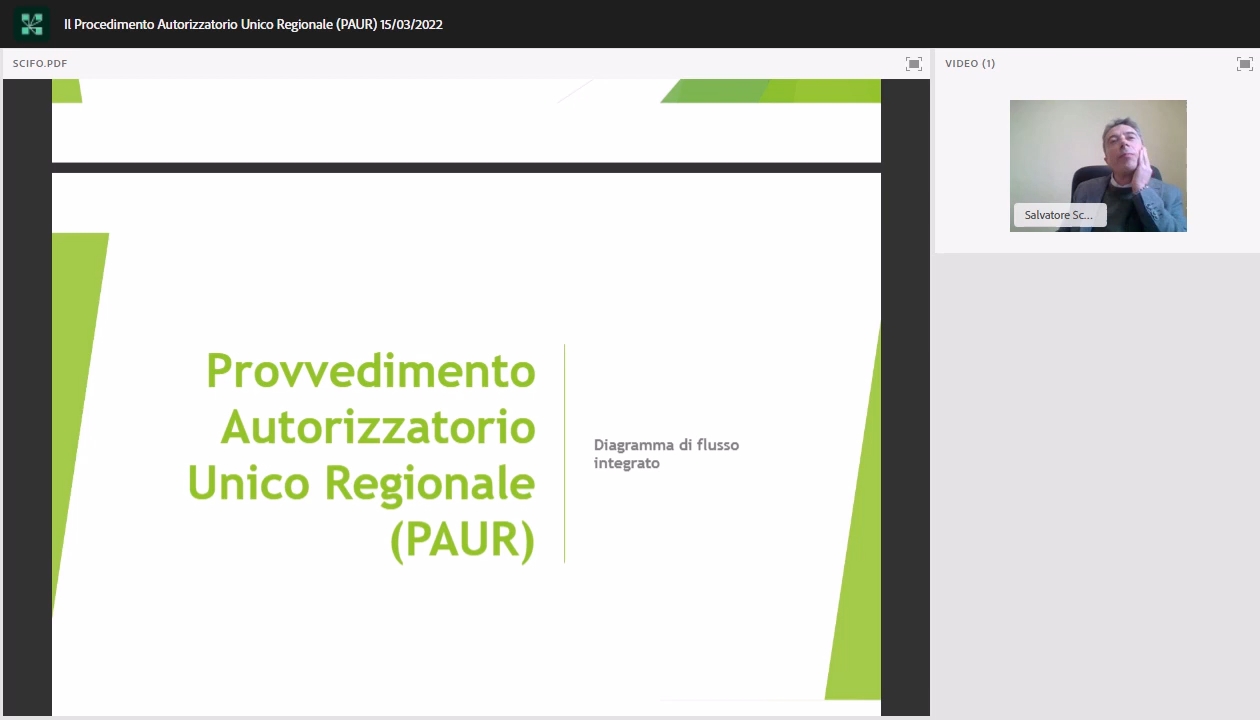 Il Procedimento Autorizzatorio Unico Regionale (PAUR) 15/03/2022
SCIFO.PDF
VIDEO (1)
Salvatore Sc...
Provvedimento
Autorizzatorio
Unico Regionale
(PAUR)
Diagramma di flusso
integrato